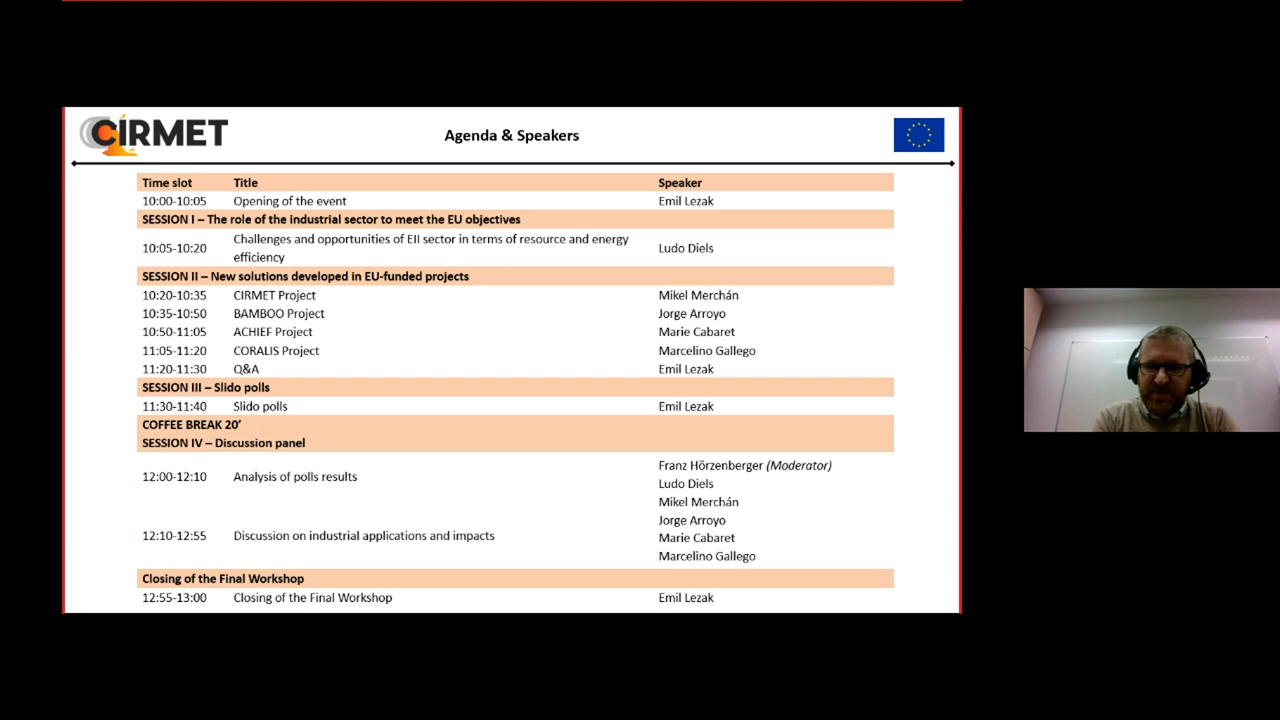 CIRMET
Agenda & Speakers
Time slot Title Speaker
10:00-10:05 Opening of the event Emil Lezak
SESSION I – The role of the industrial sector to meet the EU objectives
10:05-10:20 Challenges and opportunities of EII sector in terms of resource and energy efficiency Ludo Diels
SESSION II – New solutions developed in EU-funded projects
10:20-10:35 CIRMET Project Mikel Merchán
10:35-10:50 BAMBOO Project Jorge Arroyo
10:50-11:05 ACHIEF Project Marie Cabaret
11:05-11:20 CORALIS Project Marcelino Gallego
11:20-11:30 Q&A Emil Lezak
SESSION III – Slido polls
11:30-11:40 Slido polls Emil Lezak
COFFEE BREAK 20’
SESSION IV – Discussion panel
12:00-12:10 Analysis of polls results
12:10-12:55 Discussion on industrial applications and impacts
Franz Hörzenberger (Moderator)
Ludo Diels
Mikel Merchán
Jorge Arroyo
Marie Cabaret
Marcelino Gallego
Closing of the Final Workshop
12:55-13:00 Closing of the Final Workshop Emil Lezak